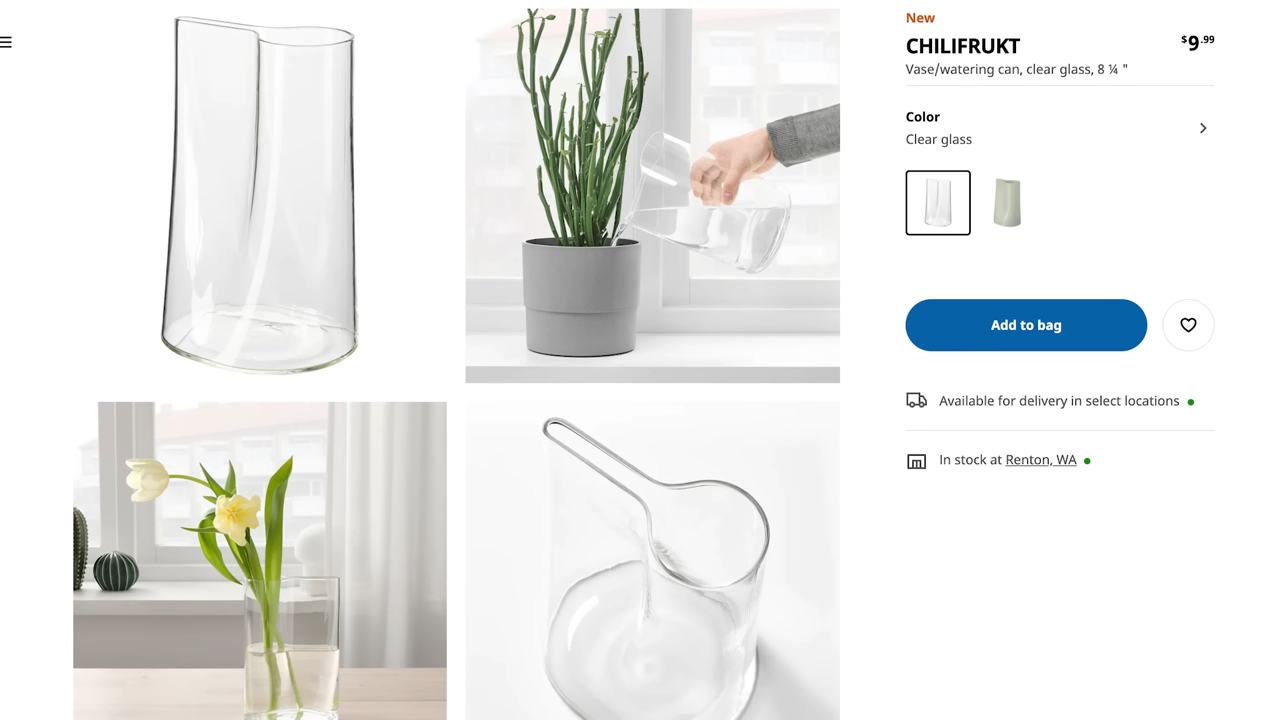 New
CHILIFRUKT
$9.99
Vase/watering can, clear glass, 8 ¼ "
Color
Clear glass
Add to bag
Available for delivery in select locations
In stock at Renton, WA